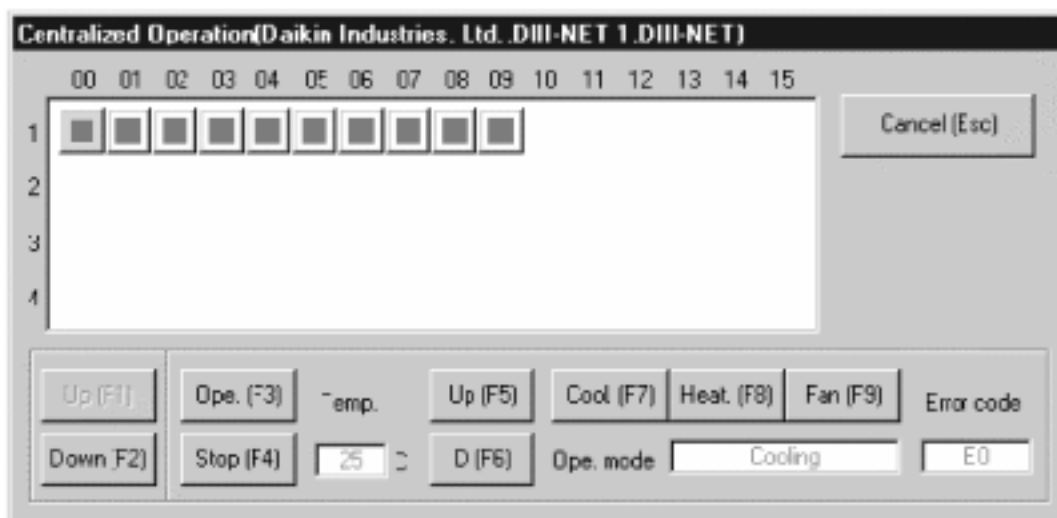 Centralized Operation(Daikin Industries. Ltd. .DIII-NET 1.DIII-NET)
00 01 02 03 04 05 06 07 08 09 10 11 12 13 14 15
1
Cancel (Esc)
2
3
4
Up (F1) Ope. (F3) Temp. Up (F5) Cool (F7) Heat. (F8) Fan (F9) Error code
Down (F2) Stop (F4) 25 C D (F6) Ope. mode Cooling E0